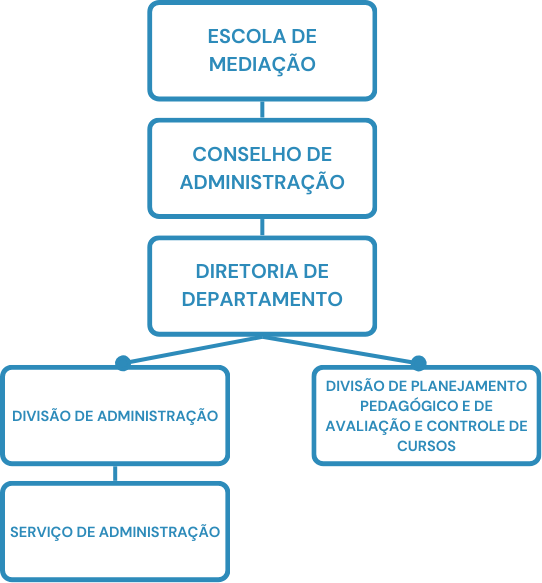 ESCOLA DE
MEDIAÇÃO
CONSELHO DE
ADMINISTRAÇÃO
DIRETORIA DE
DEPARTAMENTO
DIVISÃO DE ADMINISTRAÇÃO
DIVISÃO DE PLANEJAMENTO
PEDAGÓGICO E DE
AVALIAÇÃO E CONTROLE DE
CURSOS
SERVIÇO DE ADMINISTRAÇÃO